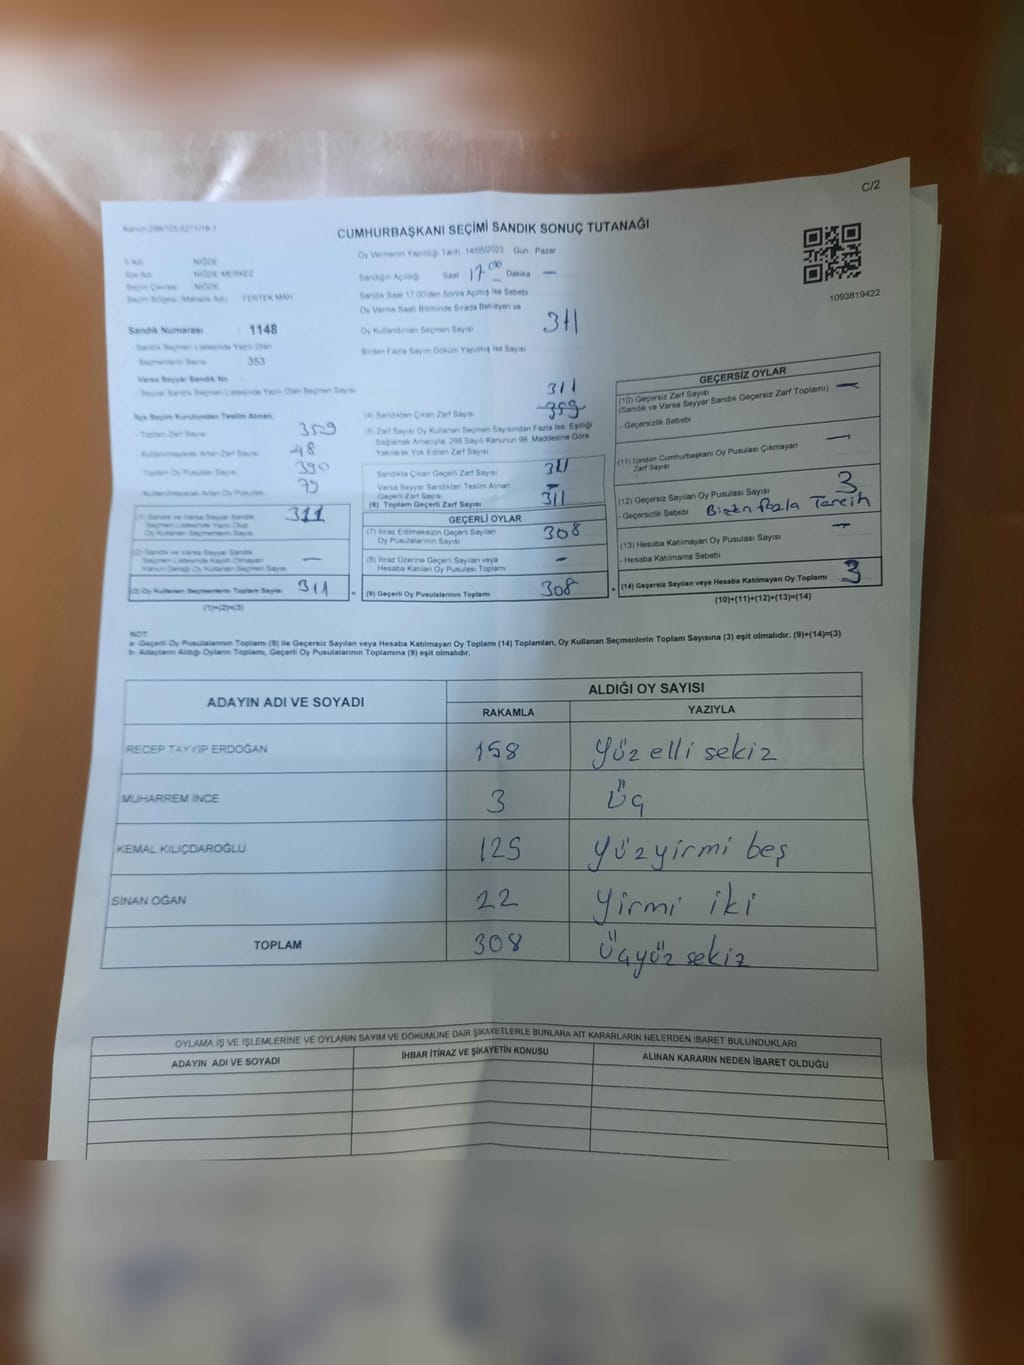 C/2
Kanun:298/105-6271/19-1
CUMHURBAŞKANI SEÇİMİ SANDIK SONUÇ TUTANAĞI
1093819422
İl Adı NİĞDE
İlçe Adı NİĞDE MERKEZ
Seçim Çevresi NİĞDE
Seçim Bölgesi (Mahalle Adı) FERTEK MAH
Sandık Numarası : 1148
Sandık Seçmen Listesinde Yazılı Olan
Seçmenlerin Sayısı 353
Varsa Seyyar Sandık No
Seyyar Sandık Seçmen Listesinde Yazılı Olan Seçmen Sayısı
İlçe Seçim Kurulundan Teslim Alınan;
Toplam Zarf Sayısı 359
- Kullanılmayarak Artan Zarf Sayısı 48
Toplam Oy Pusulası Sayısı 390
- Kullanılmayarak Artan Oy Pusulası 79
(1) Sandık ve Varsa Seyyar Sandık
Seçmen Listesinde Yazılı Olup
Oy Kullanan Seçmenlerin Sayısı 311
(2) Sandık ve Varsa Seyyar Sandık
Seçmen Listesinde Kayıtlı Olmayan
Kanun Gereği Oy Kullanan Seçmen Sayısı —
(3) Oy Kullanan Seçmenlerin Toplam Sayısı 311
(1)+(2)=(3)
Oy Vermenin Yapıldığı Tarih 14/05/2023 Gün : Pazar
Sandığın Açıldığı; Saat 17.00 Dakika —
Sandık Saat 17:00'den Sonra Açılmış İse Sebebi
Oy Verme Saati Bitiminde Sırada Bekleyen ve
Oy Kullandırılan Seçmen Sayısı 311
Birden Fazla Sayım Döküm Yapılmış İse Sayısı
311
(4) Sandıktan Çıkan Zarf Sayısı 359
(5) Zarf Sayısı Oy Kullanan Seçmen Sayısından Fazla İse, Eşitliği
Sağlamak Amacıyla, 298 Sayılı Kanunun 98. Maddesine Göre
Yakılarak Yok Edilen Zarf Sayısı
Sandıkta Çıkan Geçerli Zarf Sayısı 311
Varsa Seyyar Sandıktan Teslim Alınan
Geçerli Zarf Sayısı —
(6) Toplam Geçerli Zarf Sayısı 311
GEÇERLİ OYLAR
(7) İtiraz Edilmeksizin Geçerli Sayılan
Oy Pusulalarının Sayısı 308
(8) İtiraz Üzerine Geçerli Sayılan veya
Hesaba Katılan Oy Pusulası Toplamı —
= (9) Geçerli Oy Pusulalarının Toplamı 308
GEÇERSİZ OYLAR
(10) Geçersiz Zarf Sayısı —
(Sandık ve Varsa Seyyar Sandık Geçersiz Zarf Toplamı)
- Geçersizlik Sebebi
(11) İçinden Cumhurbaşkanı Oy Pusulası Çıkmayan
Zarf Sayısı —
(12) Geçersiz Sayılan Oy Pusulası Sayısı 3
- Geçersizlik Sebebi Birden fazla Tercih
(13) Hesaba Katılmayan Oy Pusulası Sayısı —
- Hesaba Katılmama Sebebi
+ (14) Geçersiz Sayılan veya Hesaba Katılmayan Oy Toplamı 3
(10)+(11)+(12)+(13)=(14)
NOT:
a- Geçerli Oy Pusulalarının Toplamı (9) ile Geçersiz Sayılan veya Hesaba Katılmayan Oy Toplamı (14) Toplamları, Oy Kullanan Seçmenlerin Toplam Sayısına (3) eşit olmalıdır. (9)+(14)=(3)
b- Adayların Aldığı Oyların Toplamı, Geçerli Oy Pusulalarının Toplamına (9) eşit olmalıdır.
ADAYIN ADI VE SOYADI ALDIĞI OY SAYISI
RAKAMLA YAZIYLA
RECEP TAYYİP ERDOĞAN 158 yüz elli sekiz
MUHARREM İNCE 3 üç
KEMAL KILIÇDAROĞLU 125 yüzyirmi beş
SİNAN OĞAN 22 yirmi iki
TOPLAM 308 üçyüz sekiz
OYLAMA İŞ VE İŞLEMLERİNE VE OYLARIN SAYIM VE DÖKÜMÜNE DAİR ŞİKAYETLERLE BUNLARA AİT KARARLARIN NELERDEN İBARET BULUNDUKLARI
ADAYIN ADI VE SOYADI İHBAR İTİRAZ VE ŞİKAYETİN KONUSU ALINAN KARARIN NEDEN İBARET OLDUĞU